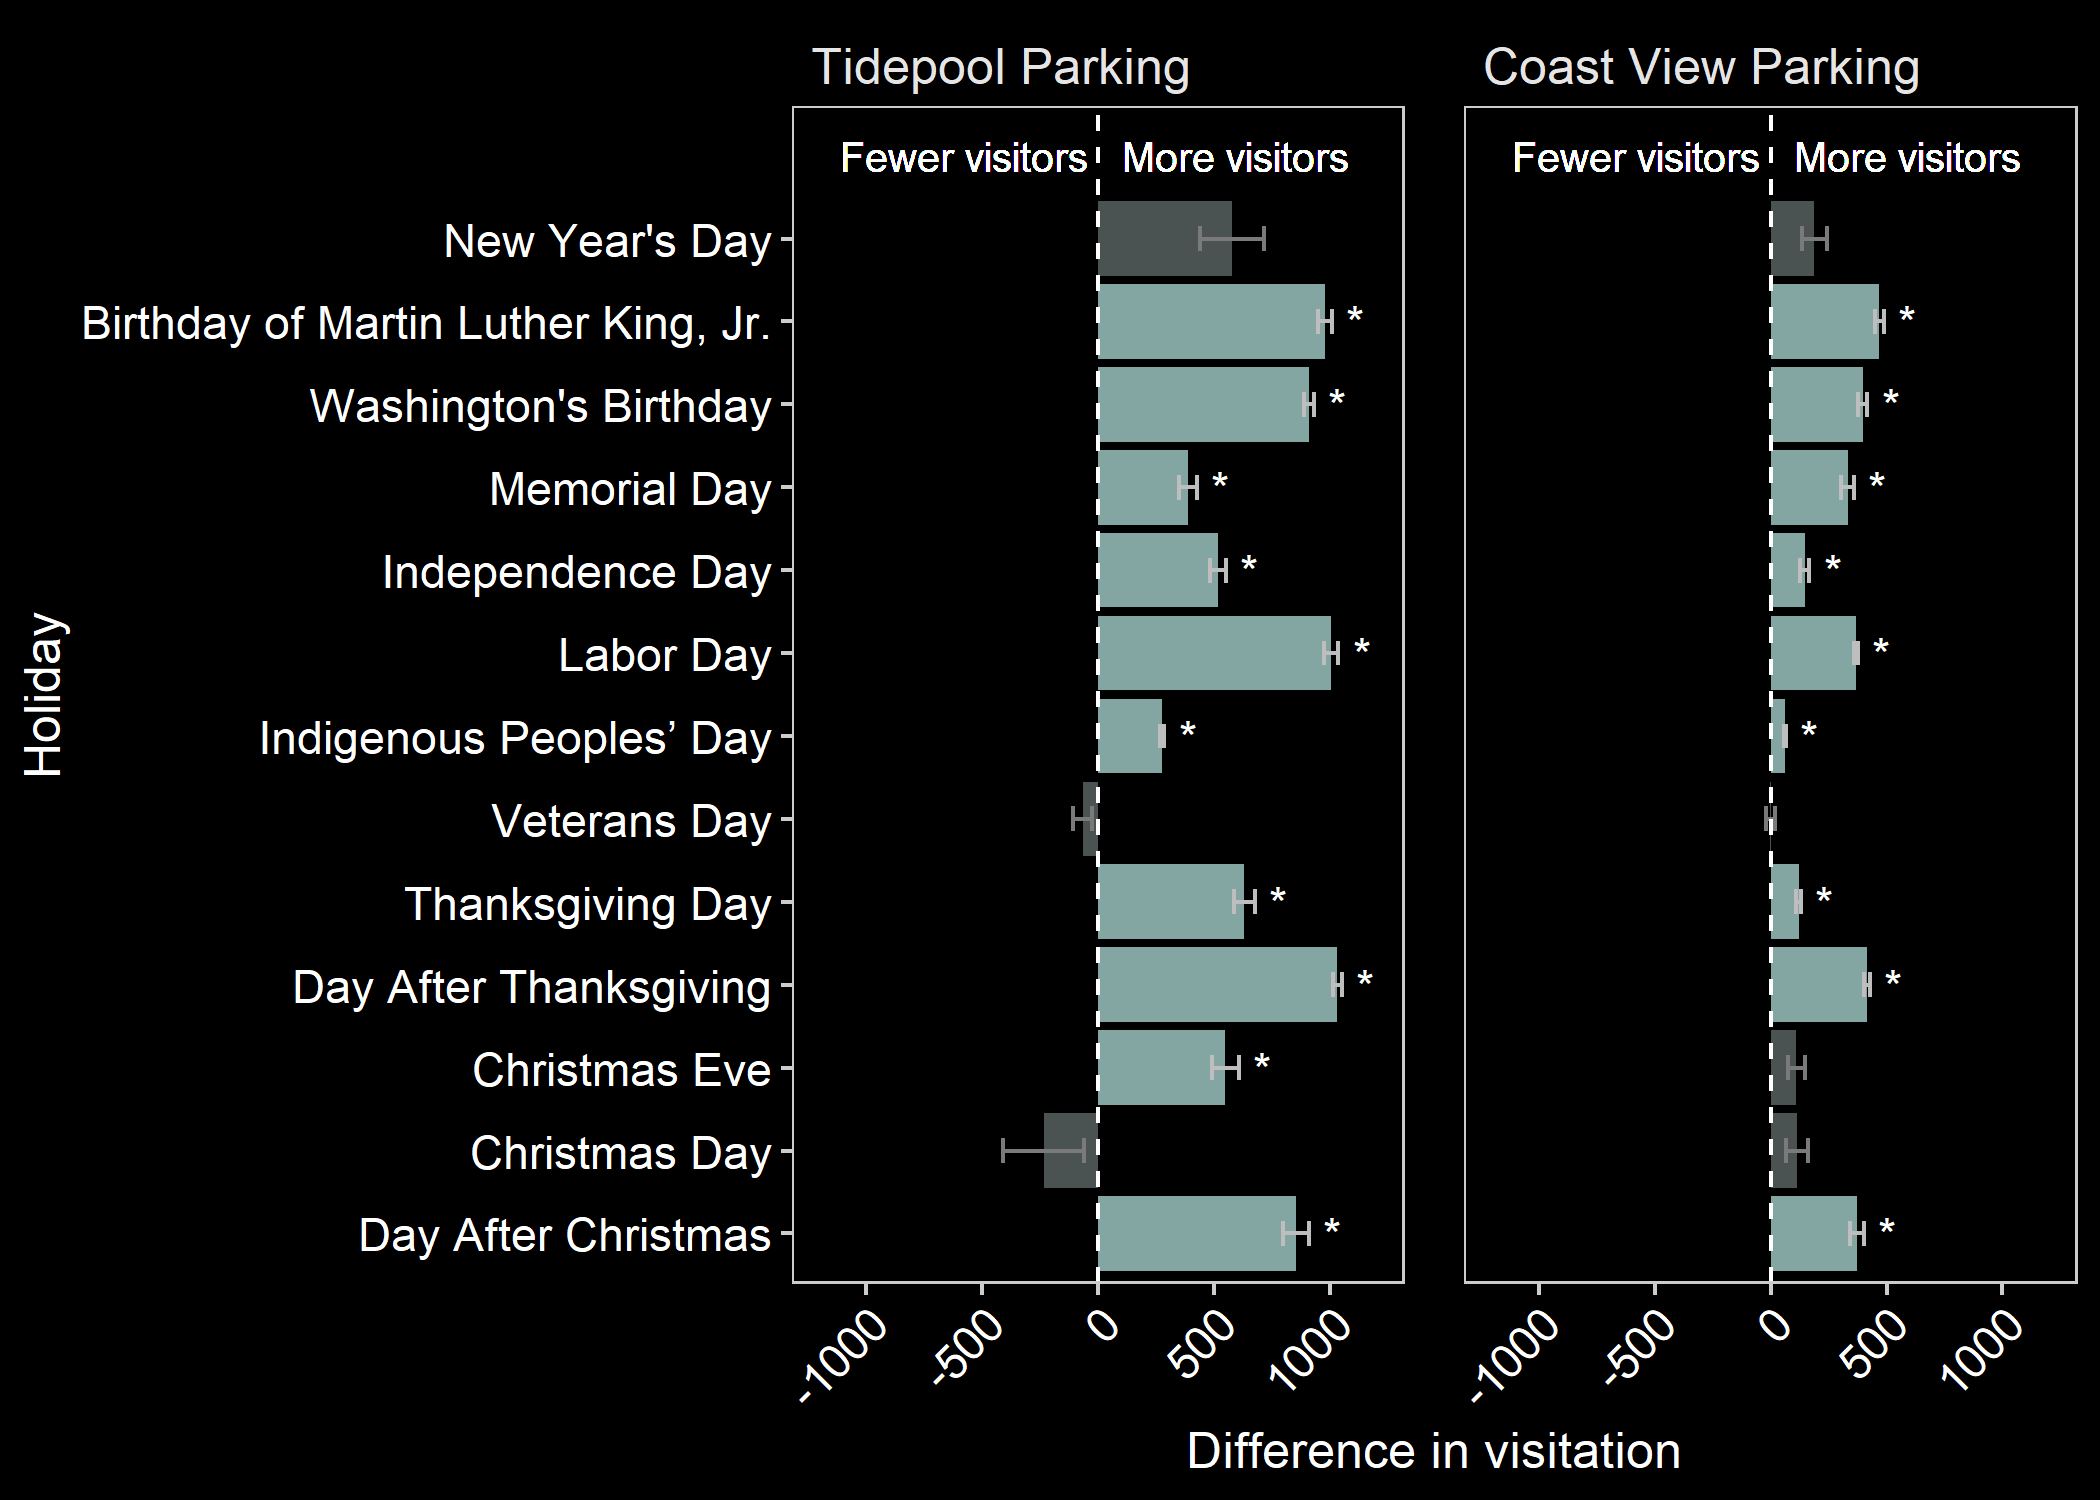 Tidepool Parking
Coast View Parking
Fewer visitors
More visitors
Fewer visitors
More visitors
New Year's Day
Birthday of Martin Luther King, Jr.
*
*
Washington's Birthday
*
*
Memorial Day
*
*
Independence Day
*
*
Labor Day
*
*
Indigenous Peoples’ Day
*
*
Veterans Day
Thanksgiving Day
*
*
Day After Thanksgiving
*
*
Christmas Eve
*
Christmas Day
Day After Christmas
*
*
Holiday
-1000
-500
0
500
1000
-1000
-500
0
500
1000
Difference in visitation